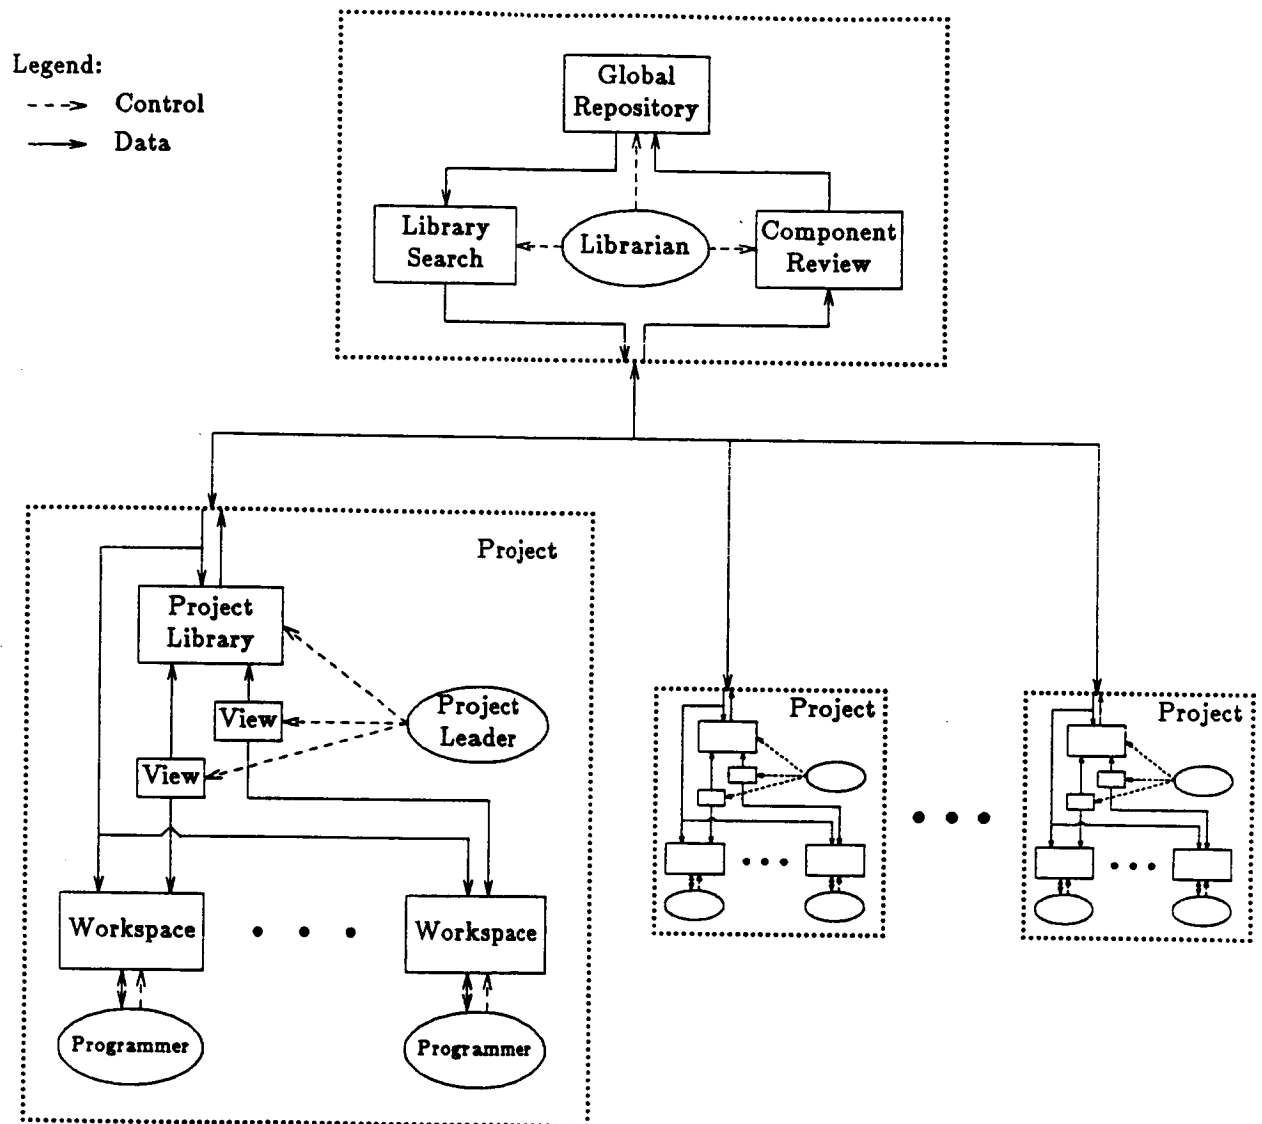 Legend:
Control
Data
Global
Repository
Library
Search
Librarian
Component
Review
Project
Project
Library
View
Project
Leader
View
Workspace
Workspace
Programmer
Programmer
Project
Project